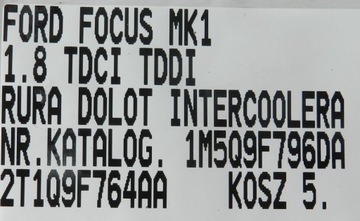 FORD FOCUS MK1
1.8 TDCI TDDI
RURA DOLOT INTERCOOLERA
NR.KATALOG. 1M5Q9F796DA
2T1Q9F764AA KOSZ 5.